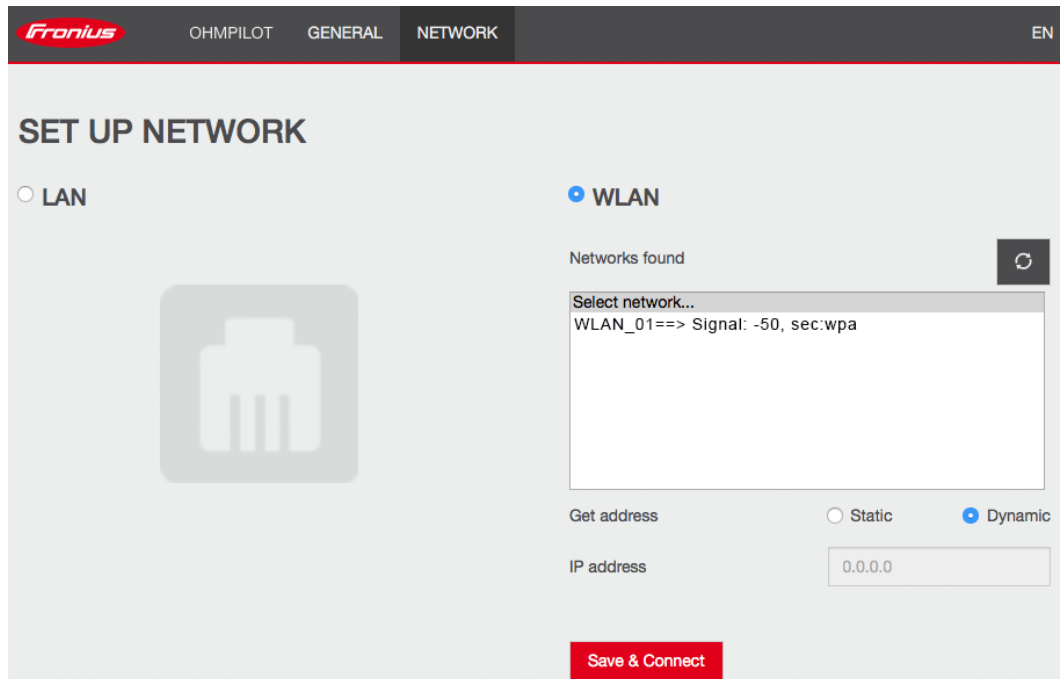 Fronius OHMPILOT GENERAL NETWORK EN
SET UP NETWORK
LAN
WLAN
Networks found
Select network...
WLAN_01==> Signal: -50, sec:wpa
Get address Static Dynamic
IP address 0.0.0.0
Save & Connect